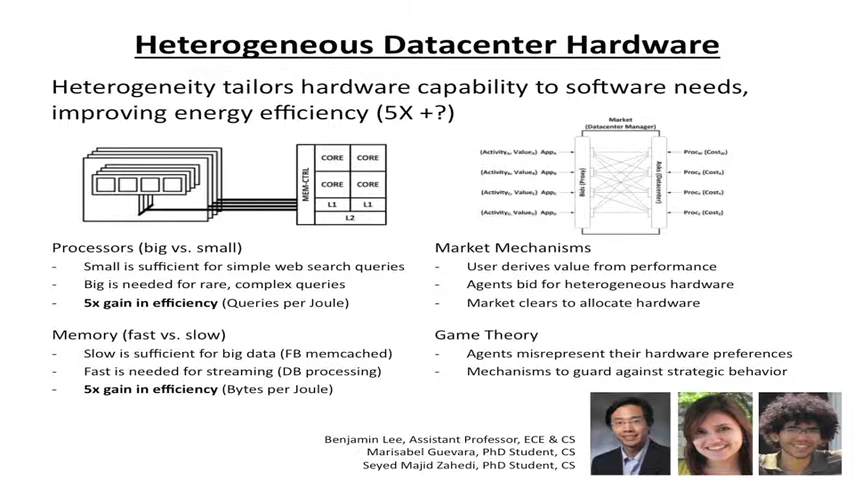 Heterogeneous Datacenter Hardware
Heterogeneity tailors hardware capability to software needs,
improving energy efficiency (5X +?)
MEM-CTRL
CORE CORE
CORE CORE
L1 L1
L2
Market
(Datacenter Manager)
Bids (Proxy)
Asks (Datacenter)
Processors (big vs. small)
- Small is sufficient for simple web search queries
- Big is needed for rare, complex queries
- 5x gain in efficiency (Queries per Joule)
Memory (fast vs. slow)
- Slow is sufficient for big data (FB memcached)
- Fast is needed for streaming (DB processing)
- 5x gain in efficiency (Bytes per Joule)
Market Mechanisms
- User derives value from performance
- Agents bid for heterogeneous hardware
- Market clears to allocate hardware
Game Theory
- Agents misrepresent their hardware preferences
- Mechanisms to guard against strategic behavior
Benjamin Lee, Assistant Professor, ECE & CS
Marisabel Guevara, PhD Student, CS
Seyed Majid Zahedi, PhD Student, CS